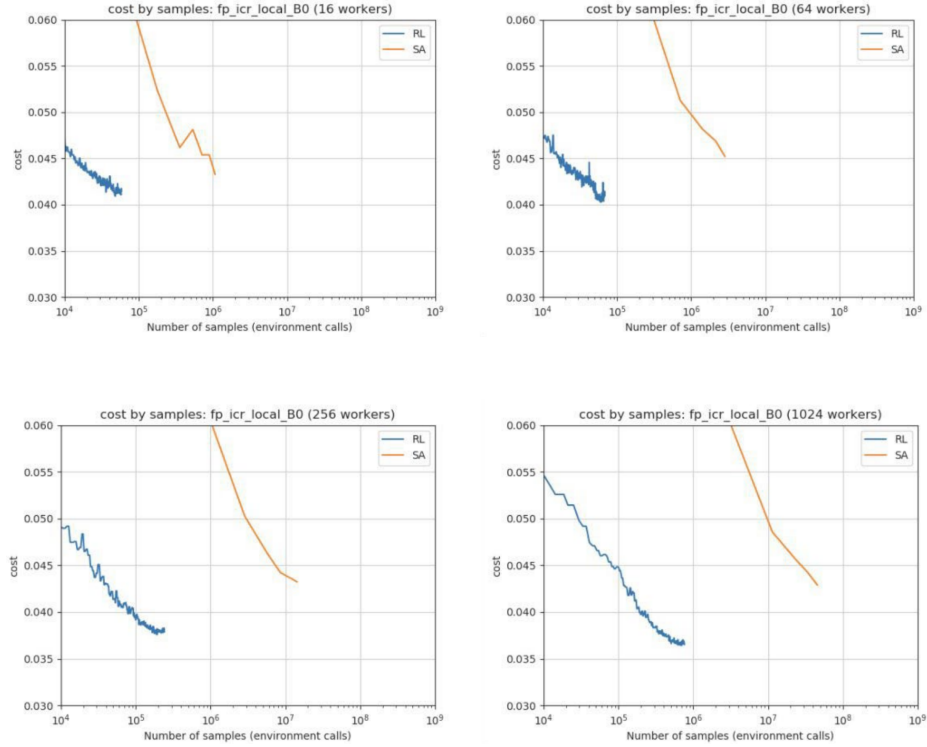 cost by samples: fp_icr_local_B0 (16 workers)
0.060
0.055
0.050
0.045
0.040
0.035
0.030
cost
RL
SA
10⁴
10⁵
10⁶
10⁷
10⁸
10⁹
Number of samples (environment calls)
cost by samples: fp_icr_local_B0 (64 workers)
0.060
0.055
0.050
0.045
0.040
0.035
0.030
cost
RL
SA
10⁴
10⁵
10⁶
10⁷
10⁸
10⁹
Number of samples (environment calls)
cost by samples: fp_icr_local_B0 (256 workers)
0.060
0.055
0.050
0.045
0.040
0.035
0.030
cost
RL
SA
10⁴
10⁵
10⁶
10⁷
10⁸
10⁹
Number of samples (environment calls)
cost by samples: fp_icr_local_B0 (1024 workers)
0.060
0.055
0.050
0.045
0.040
0.035
0.030
cost
RL
SA
10⁴
10⁵
10⁶
10⁷
10⁸
10⁹
Number of samples (environment calls)